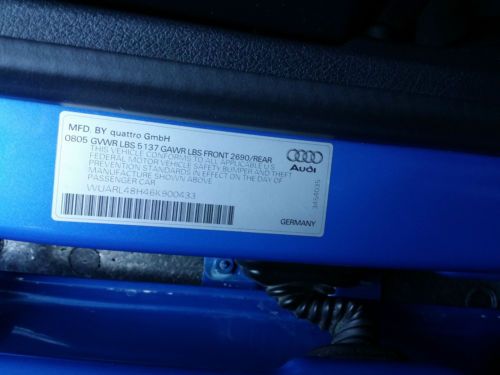 MFD. BY quattro GmbH
0805 GVWR LBS 5137 GAWR LBS FRONT 2690/REAR
THIS VEHICLE CONFORMS TO ALL APPLICABLE U.S.
FEDERAL MOTOR VEHICLE SAFETY BUMPER AND THEFT
PREVENTION STANDARDS IN EFFECT ON THE DAY OF
MANUFACTURE SHOWN ABOVE
PASSENGER CAR
WUARL48H46K900433
Audi
GERMANY